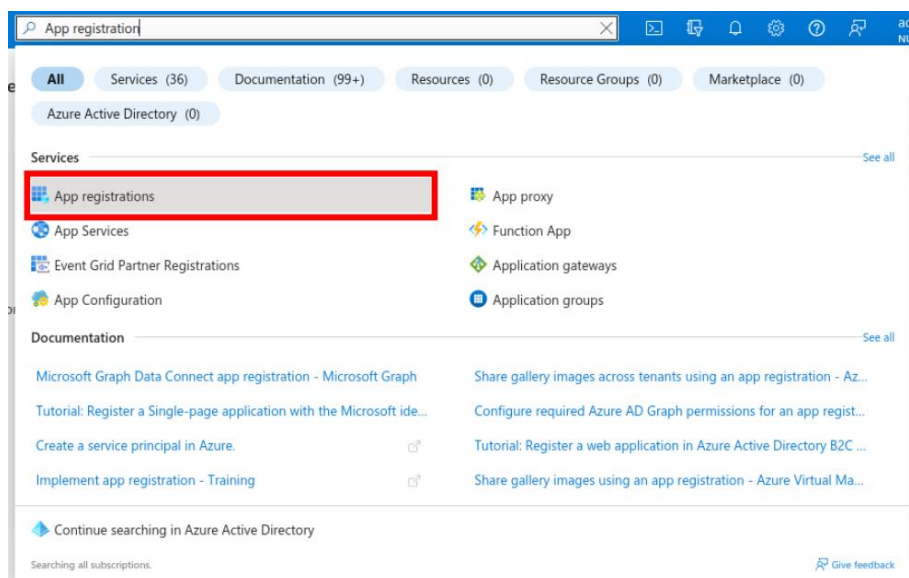 App registration
ac
NU
e
All Services (36) Documentation (99+) Resources (0) Resource Groups (0) Marketplace (0)
Azure Active Directory (0)
Services See all
App registrations App proxy
App Services Function App
Event Grid Partner Registrations Application gateways
App Configuration Application groups
Documentation See all
Microsoft Graph Data Connect app registration - Microsoft Graph Share gallery images across tenants using an app registration - Az...
Tutorial: Register a Single-page application with the Microsoft ide... Configure required Azure AD Graph permissions for an app regist...
Create a service principal in Azure. Tutorial: Register a web application in Azure Active Directory B2C ...
Implement app registration - Training Share gallery images using an app registration - Azure Virtual Ma...
Continue searching in Azure Active Directory
Searching all subscriptions. Give feedback